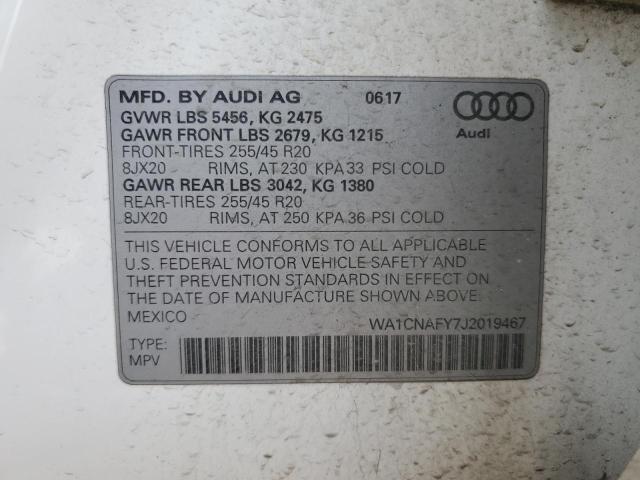 MFD. BY AUDI AG 0617
GVWR LBS 5456, KG 2475
GAWR FRONT LBS 2679, KG 1215
Audi
FRONT-TIRES 255/45 R20
8JX20 RIMS, AT 230 KPA 33 PSI COLD
GAWR REAR LBS 3042, KG 1380
REAR-TIRES 255/45 R20
8JX20 RIMS, AT 250 KPA 36 PSI COLD
THIS VEHICLE CONFORMS TO ALL APPLICABLE
U.S. FEDERAL MOTOR VEHICLE SAFETY AND
THEFT PREVENTION STANDARDS IN EFFECT ON
THE DATE OF MANUFACTURE SHOWN ABOVE.
MEXICO WA1CNAFY7J2019467
TYPE:
MPV